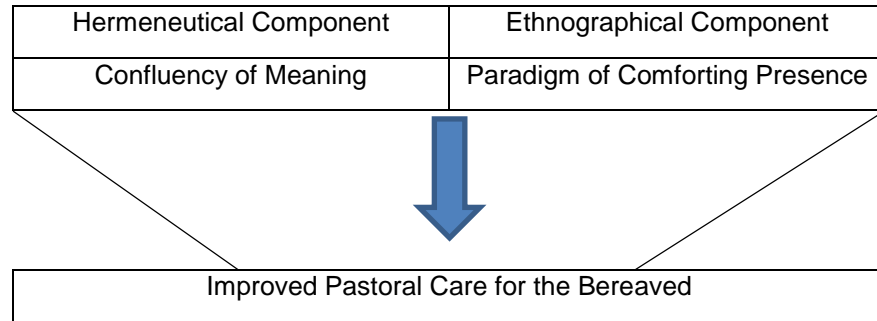 Hermeneutical Component
Ethnographical Component
Confluency of Meaning
Paradigm of Comforting Presence
Improved Pastoral Care for the Bereaved